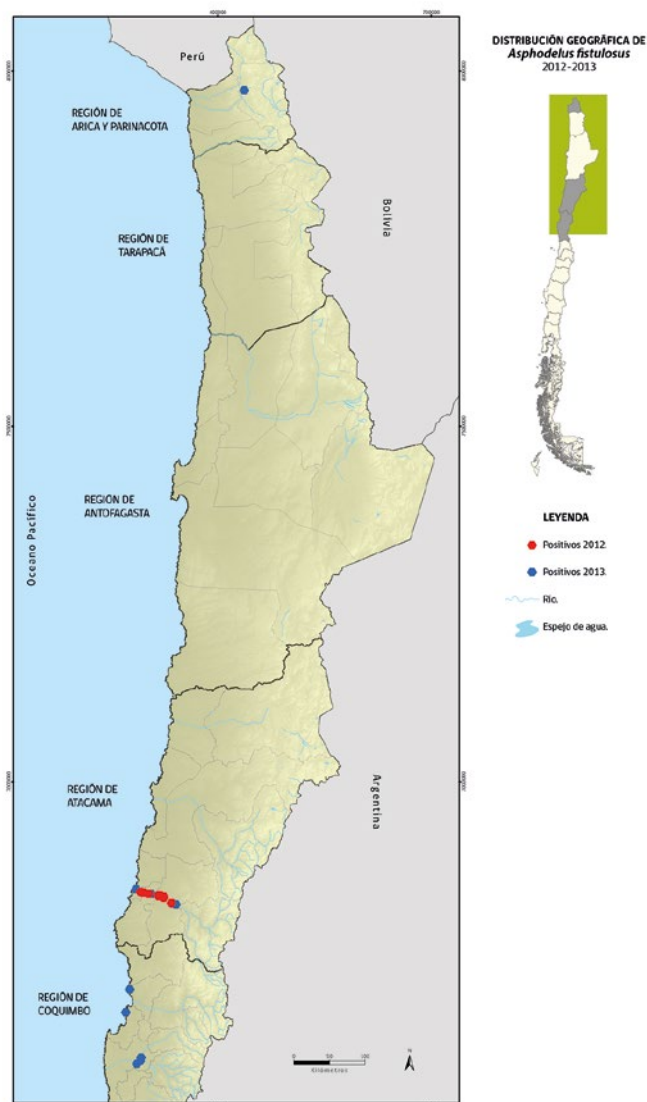 DISTRIBUCIÓN GEOGRÁFICA DE
Asphodelus fistulosus
2012-2013
Perú
REGIÓN DE
ARICA Y PARINACOTA
REGIÓN DE
TARAPACÁ
Bolivia
REGIÓN DE
ANTOFAGASTA
Oceano Pacífico
REGIÓN DE
ATACAMA
Argentina
REGIÓN DE
COQUIMBO
LEYENDA
Positivos 2012.
Positivos 2013.
Río.
Espejo de agua.
0
50
100
Kilómetros
N